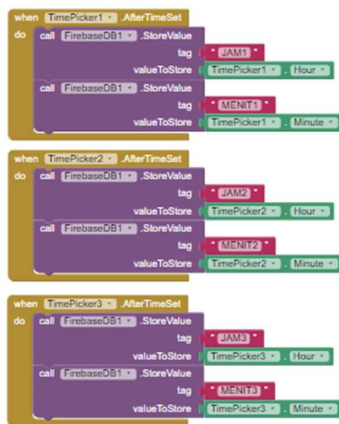 when TimePicker1 .AfterTimeSet
do call FirebaseDB1 .StoreValue
tag " JAM1 "
valueToStore TimePicker1 . Hour
call FirebaseDB1 .StoreValue
tag " MENIT1 "
valueToStore TimePicker1 . Minute
when TimePicker2 .AfterTimeSet
do call FirebaseDB1 .StoreValue
tag " JAM2 "
valueToStore TimePicker2 . Hour
call FirebaseDB1 .StoreValue
tag " MENIT2 "
valueToStore TimePicker2 . Minute
when TimePicker3 .AfterTimeSet
do call FirebaseDB1 .StoreValue
tag " JAM3 "
valueToStore TimePicker3 . Hour
call FirebaseDB1 .StoreValue
tag " MENIT3 "
valueToStore TimePicker3 . Minute